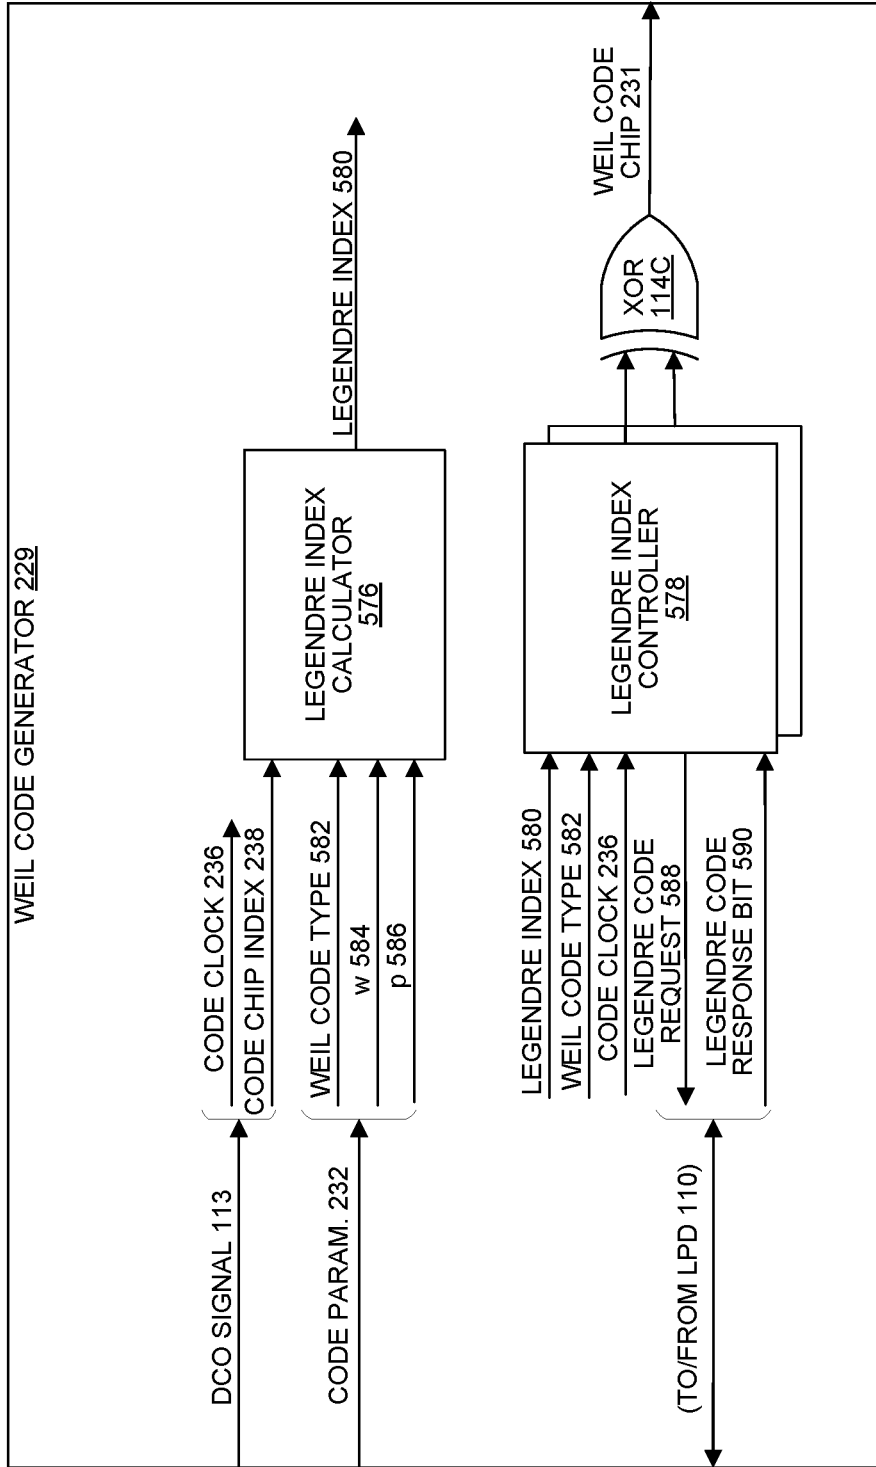 WEIL CODE GENERATOR 229
DCO SIGNAL 113
CODE CLOCK 236
CODE CHIP INDEX 238
CODE PARAM. 232
WEIL CODE TYPE 582
w 584
p 586
LEGENDRE INDEX
CALCULATOR
576
LEGENDRE INDEX 580
LEGENDRE INDEX 580
WEIL CODE TYPE 582
CODE CLOCK 236
LEGENDRE CODE
REQUEST 588
LEGENDRE CODE
RESPONSE BIT 590
(TO/FROM LPD 110)
LEGENDRE INDEX
CONTROLLER
578
XOR
114C
WEIL CODE
CHIP 231